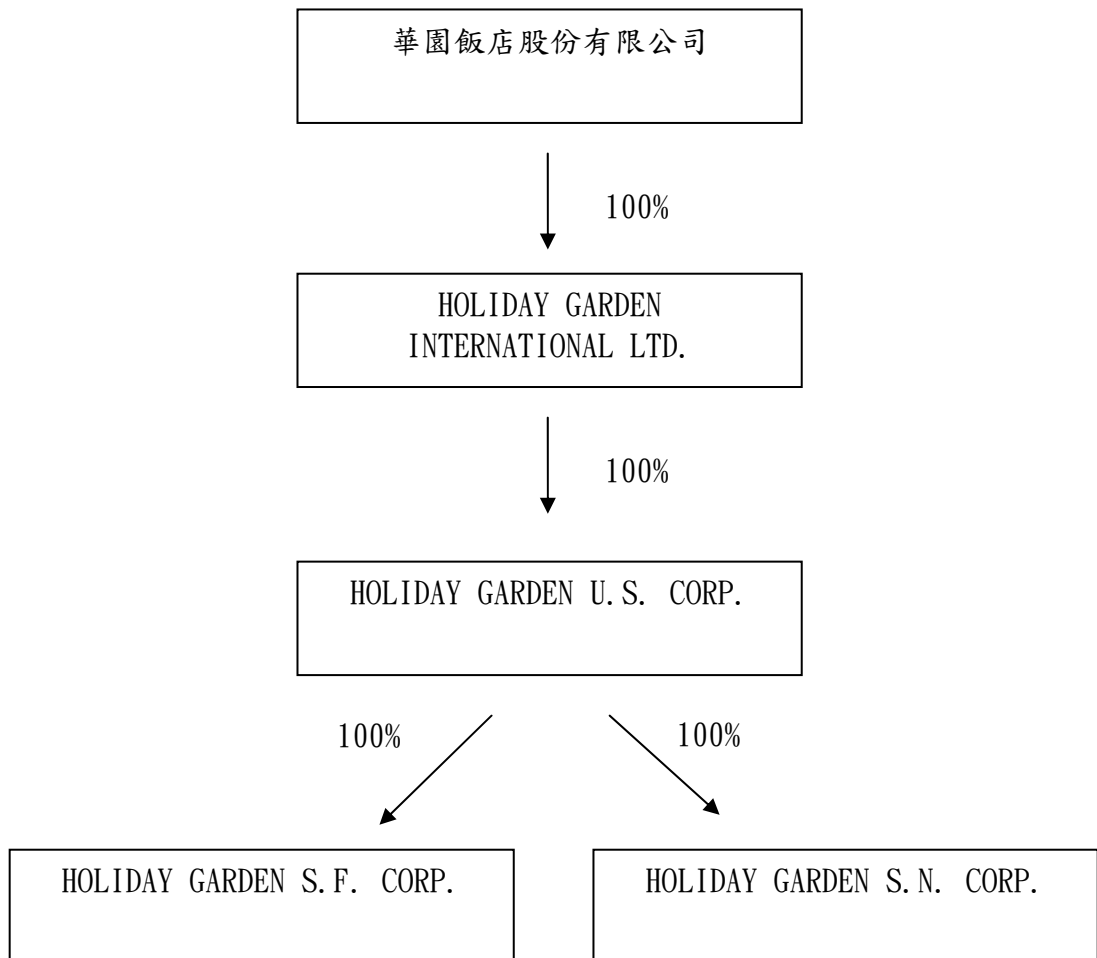 華園飯店股份有限公司
100%
HOLIDAY GARDEN
INTERNATIONAL LTD.
100%
HOLIDAY GARDEN U.S. CORP.
100%
100%
HOLIDAY GARDEN S.F. CORP.
HOLIDAY GARDEN S.N. CORP.